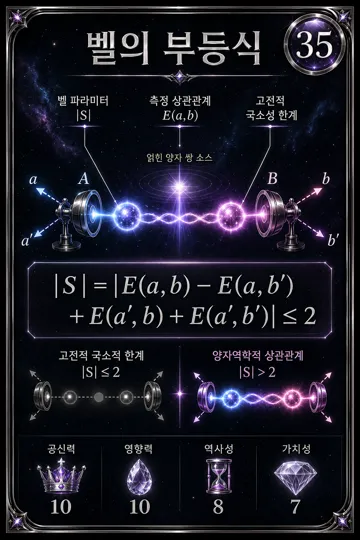 벨의 부등식
35
벨 파라미터
|S|
측정 상관관계
E(a,b)
고전적
국소성 한계
얽힌 양자 쌍 소스
a
A
B
b
a′
b′
|S| = |E(a, b) − E(a, b′)
+ E(a′, b) + E(a′, b′)| ≤ 2
고전적 국소적 한계
|S| ≤ 2
양자역학적 상관관계
|S| > 2
공신력
영향력
역사성
가치성
10
10
8
7